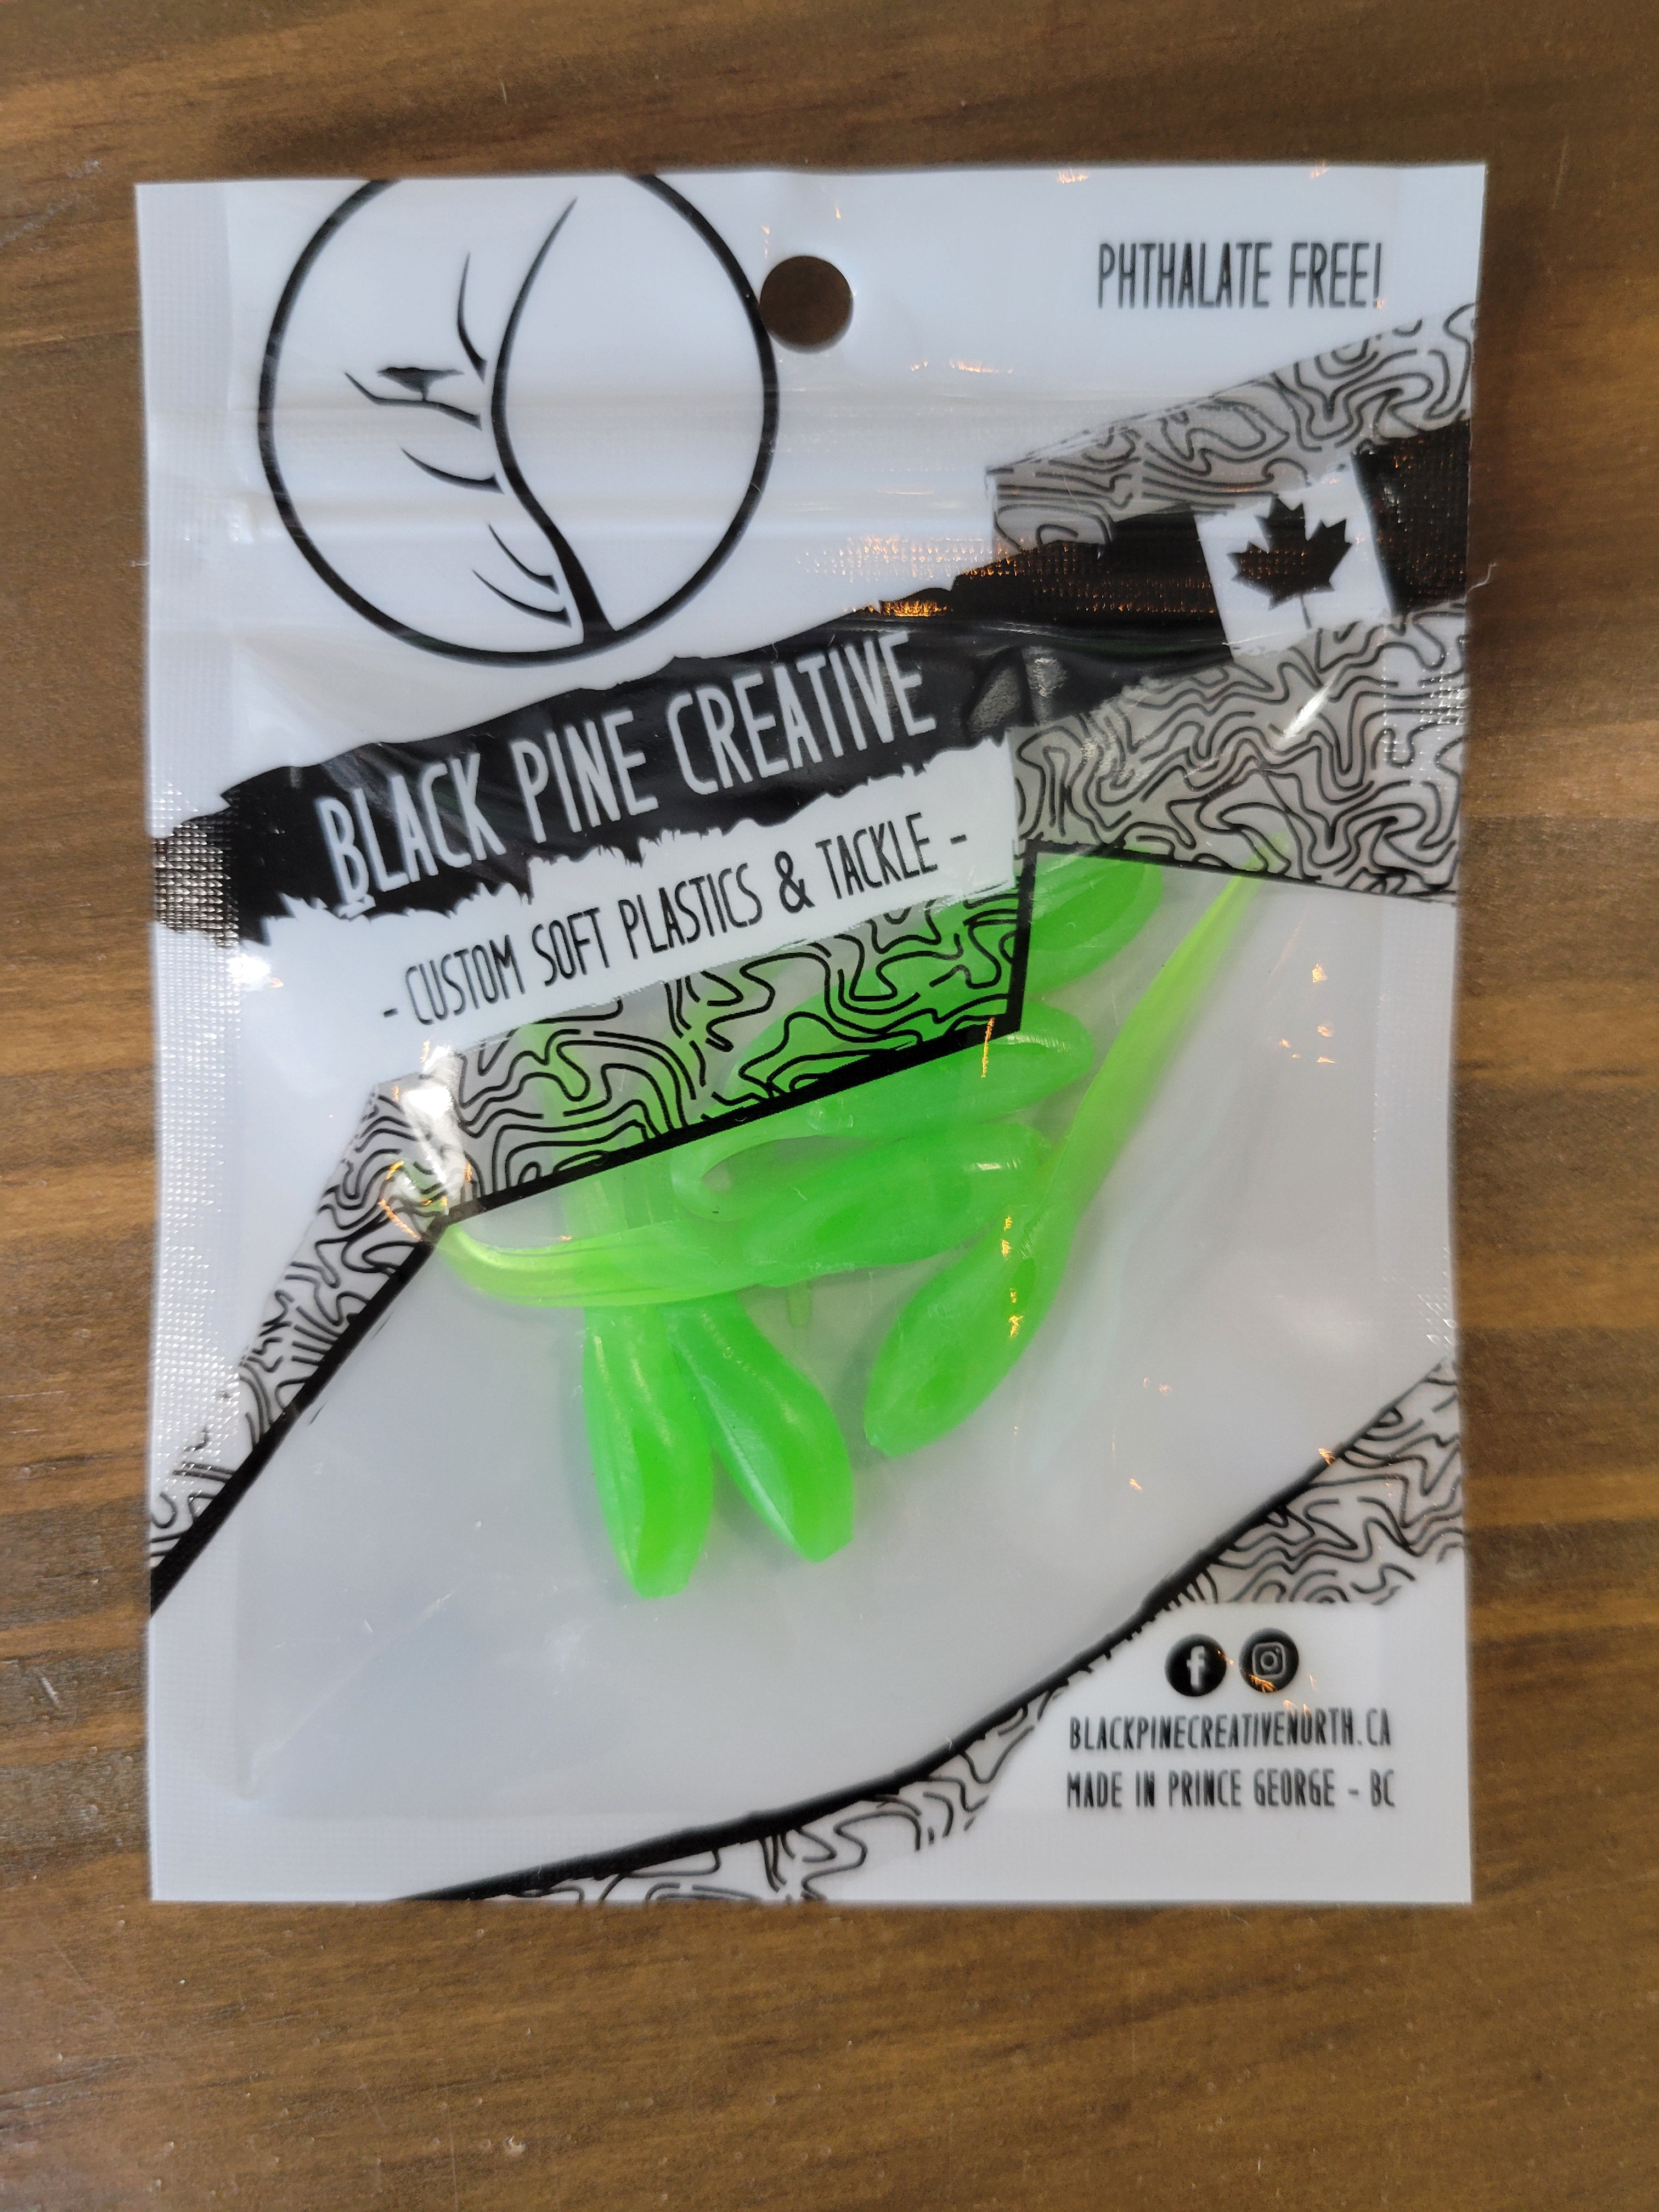 PHTHALATE FREE!
BLACK PINE CREATIVE
- CUSTOM SOFT PLASTICS & TACKLE -
BLACKPINECREATIVENORTH.CA
MADE IN PRINCE GEORGE - BC